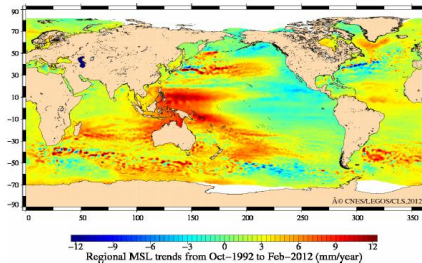 90
70
50
30
10
−10
−30
−50
−70
−90
Â© CNES/LEGOS/CLS,2012
0 50 100 150 200 250 300 350
−12 −9 −6 −3 0 3 6 9 12
Regional MSL trends from Oct−1992 to Feb−2012 (mm/year)